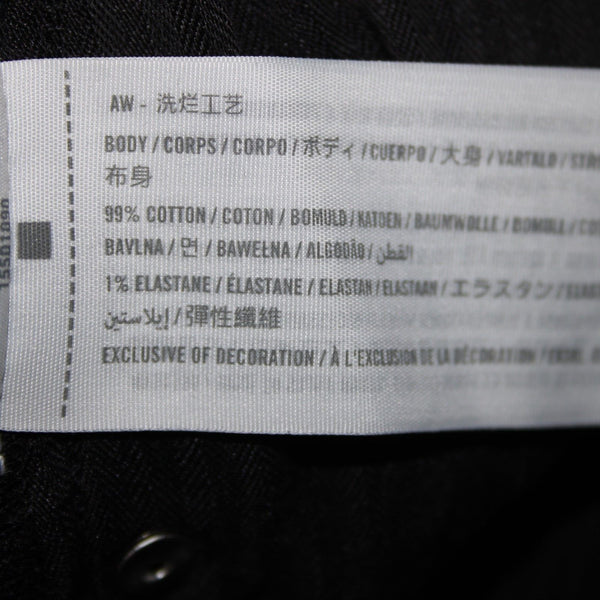 AW - 洗烂工艺
BODY / CORPS / CORPO / ボディ / CUERPO / 大身 / VARTALO /
布身
99% COTTON / COTON / BOMULD / KATOEN / BAUMWOLLE / BOMULL /
BAVLNA / 면 / BAWEŁNA / ALGODÃO / القطن
1% ELASTANE / ÉLASTANE / ELASTAN / ELASTAAN / エラスタン /
إيلاستين / 彈性纖維
EXCLUSIVE OF DECORATION / À L'EXCLUSION DE LA DÉCORATION /
15501090